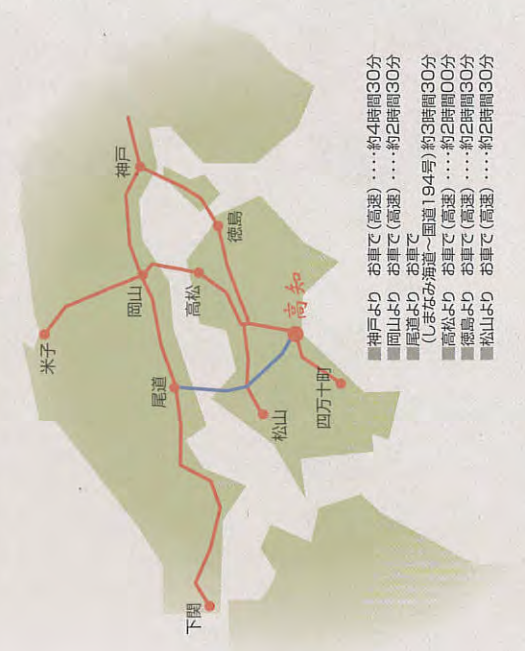 神戸
岡山
米子
尾道
下関
高松
徳島
松山
高知
四万十町
■神戸より お車で(高速)‥‥約4時間30分
■岡山より お車で(高速)‥‥約2時間30分
■尾道より お車で
(しまなみ海道～国道194号)約3時間30分
■高松より お車で(高速)‥‥約2時間00分
■徳島より お車で(高速)‥‥約2時間30分
■松山より お車で(高速)‥‥約2時間30分